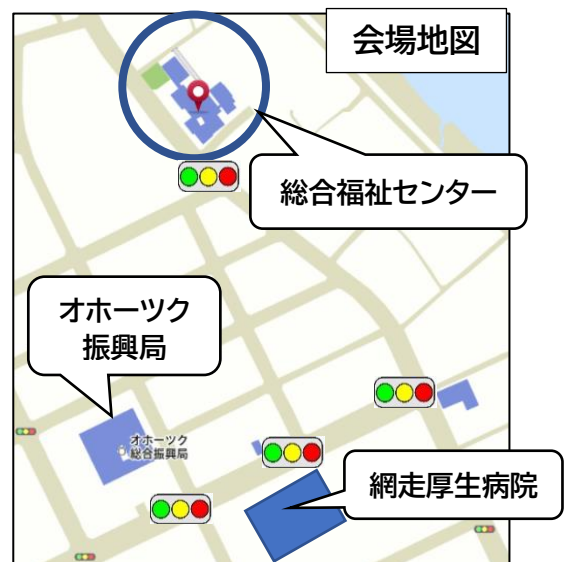 会場地図
総合福祉センター
オホーツク
振興局
オホーツク
総合振興局
網走厚生病院